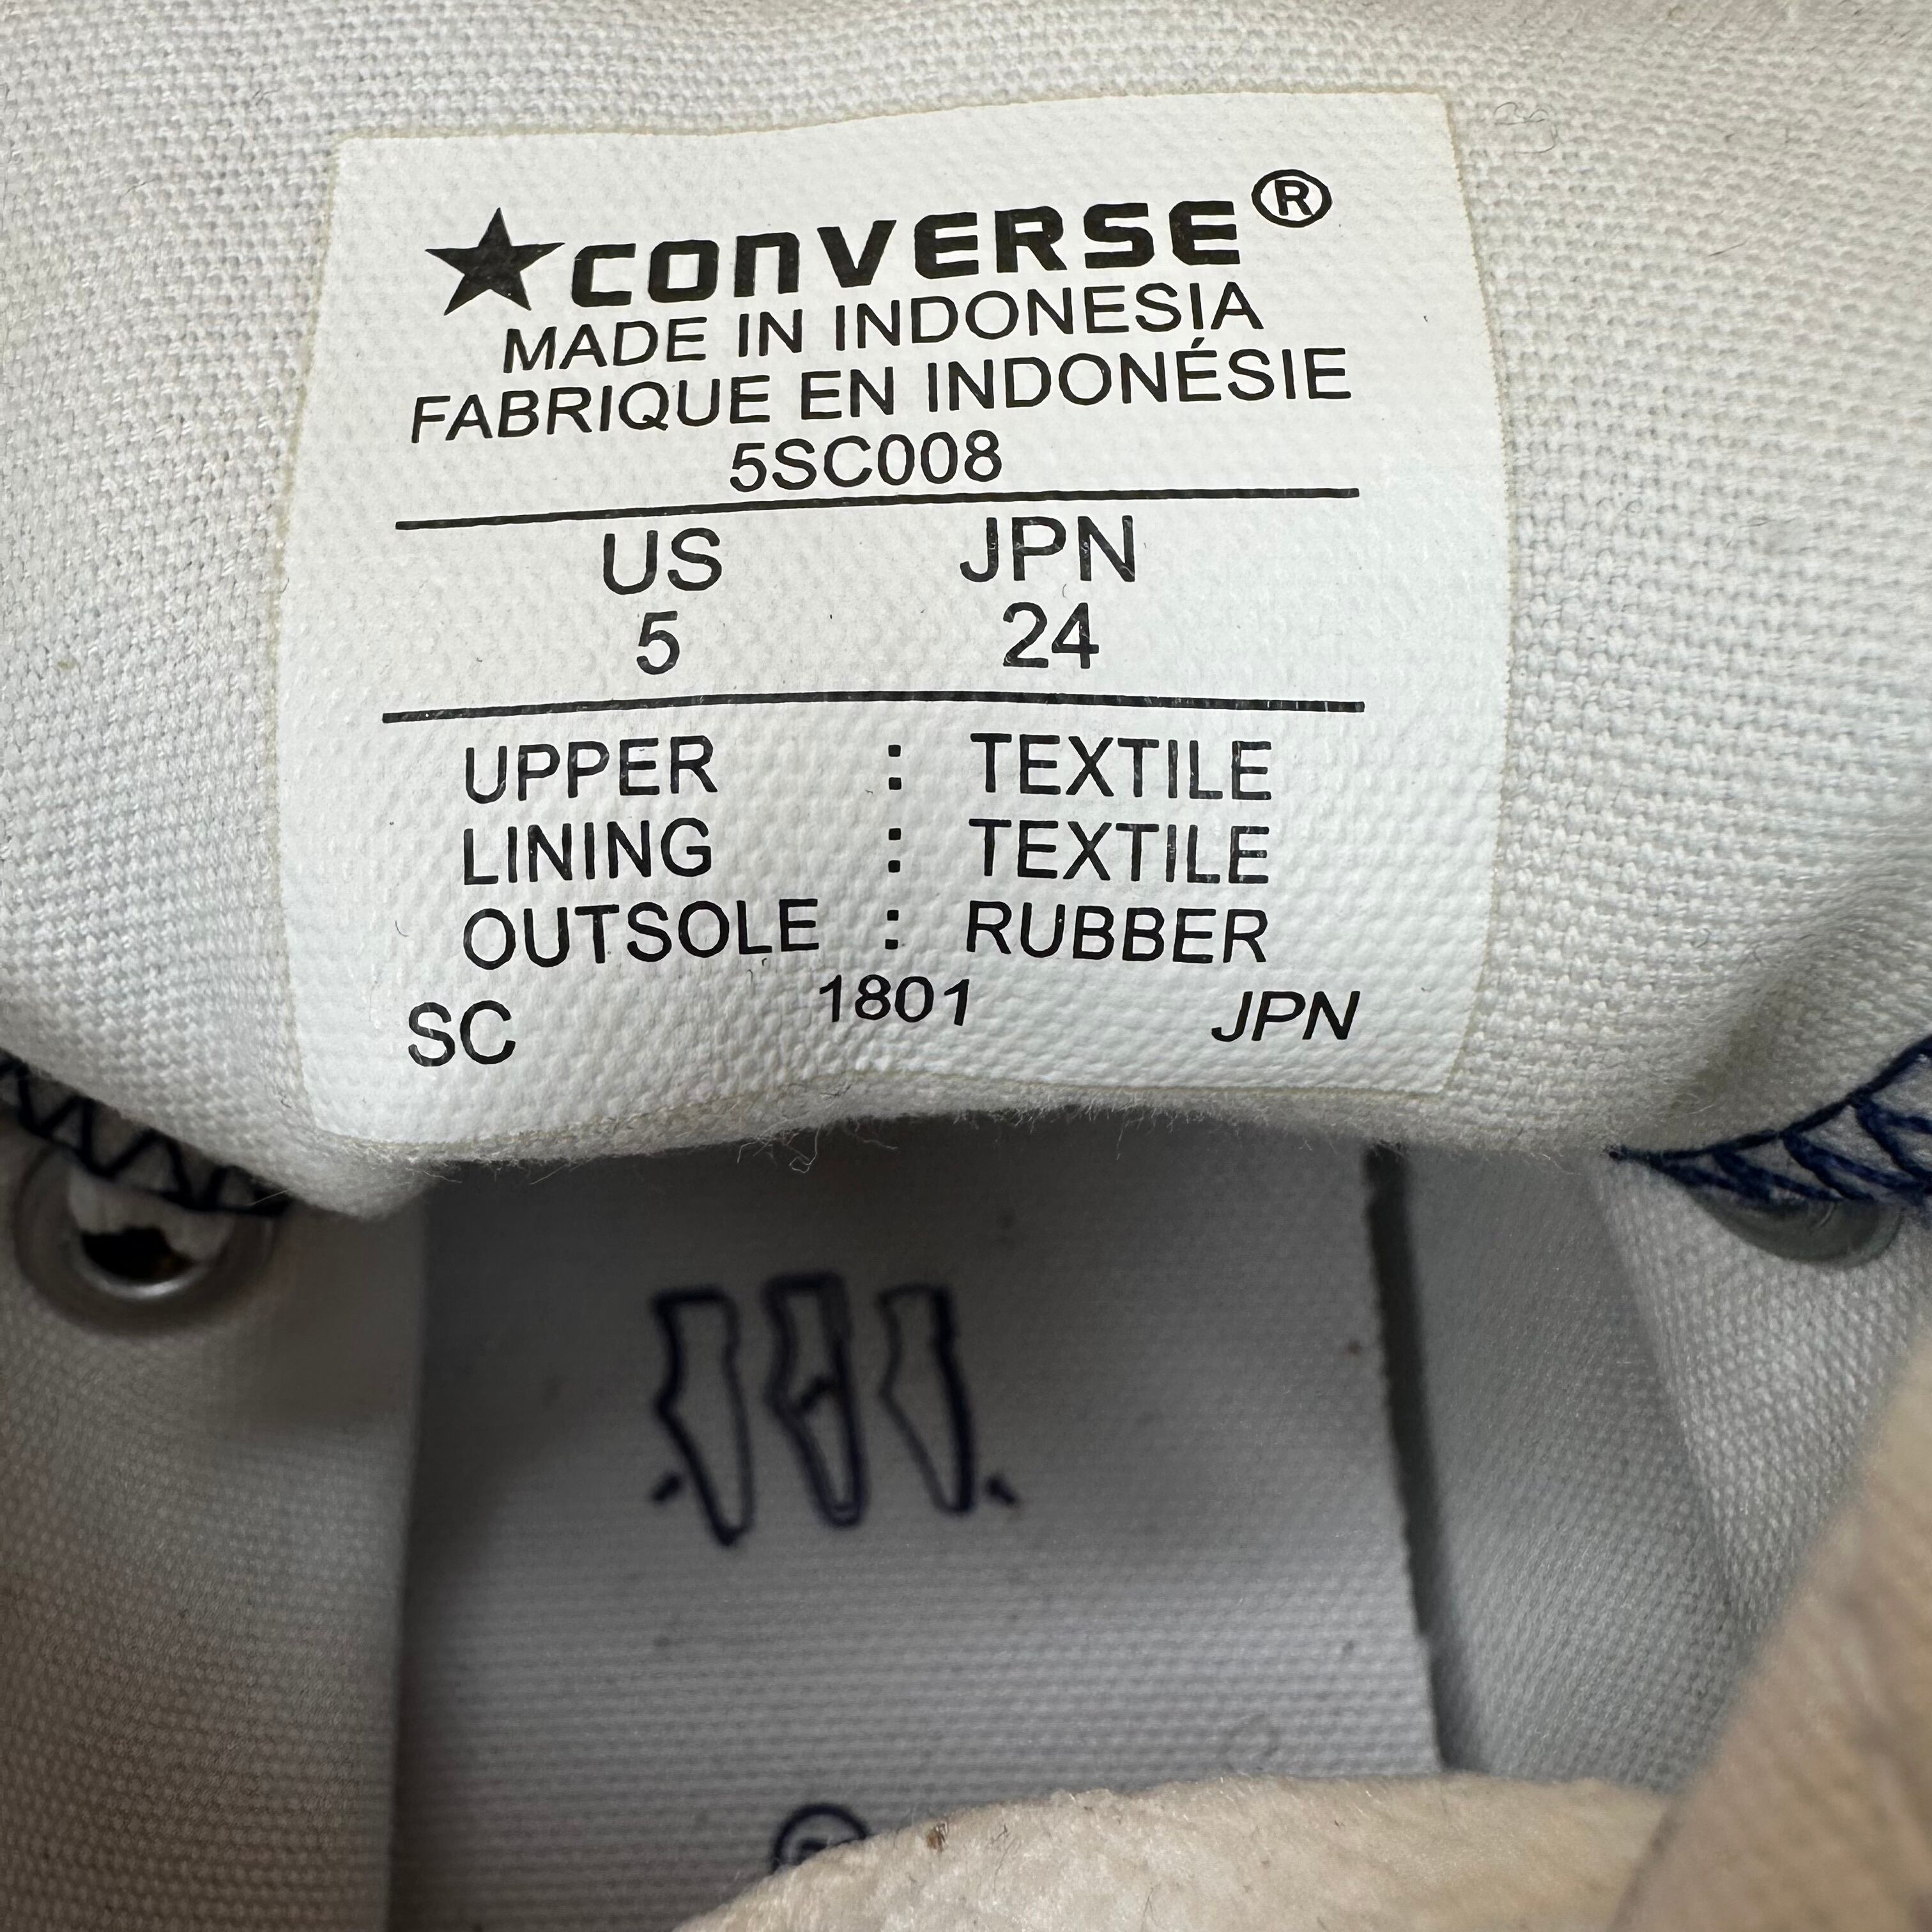 ★CONVERSE®
MADE IN INDONESIA
FABRIQUE EN INDONÉSIE
5SC008
US JPN
5 24
UPPER : TEXTILE
LINING : TEXTILE
OUTSOLE : RUBBER
SC 1801 JPN